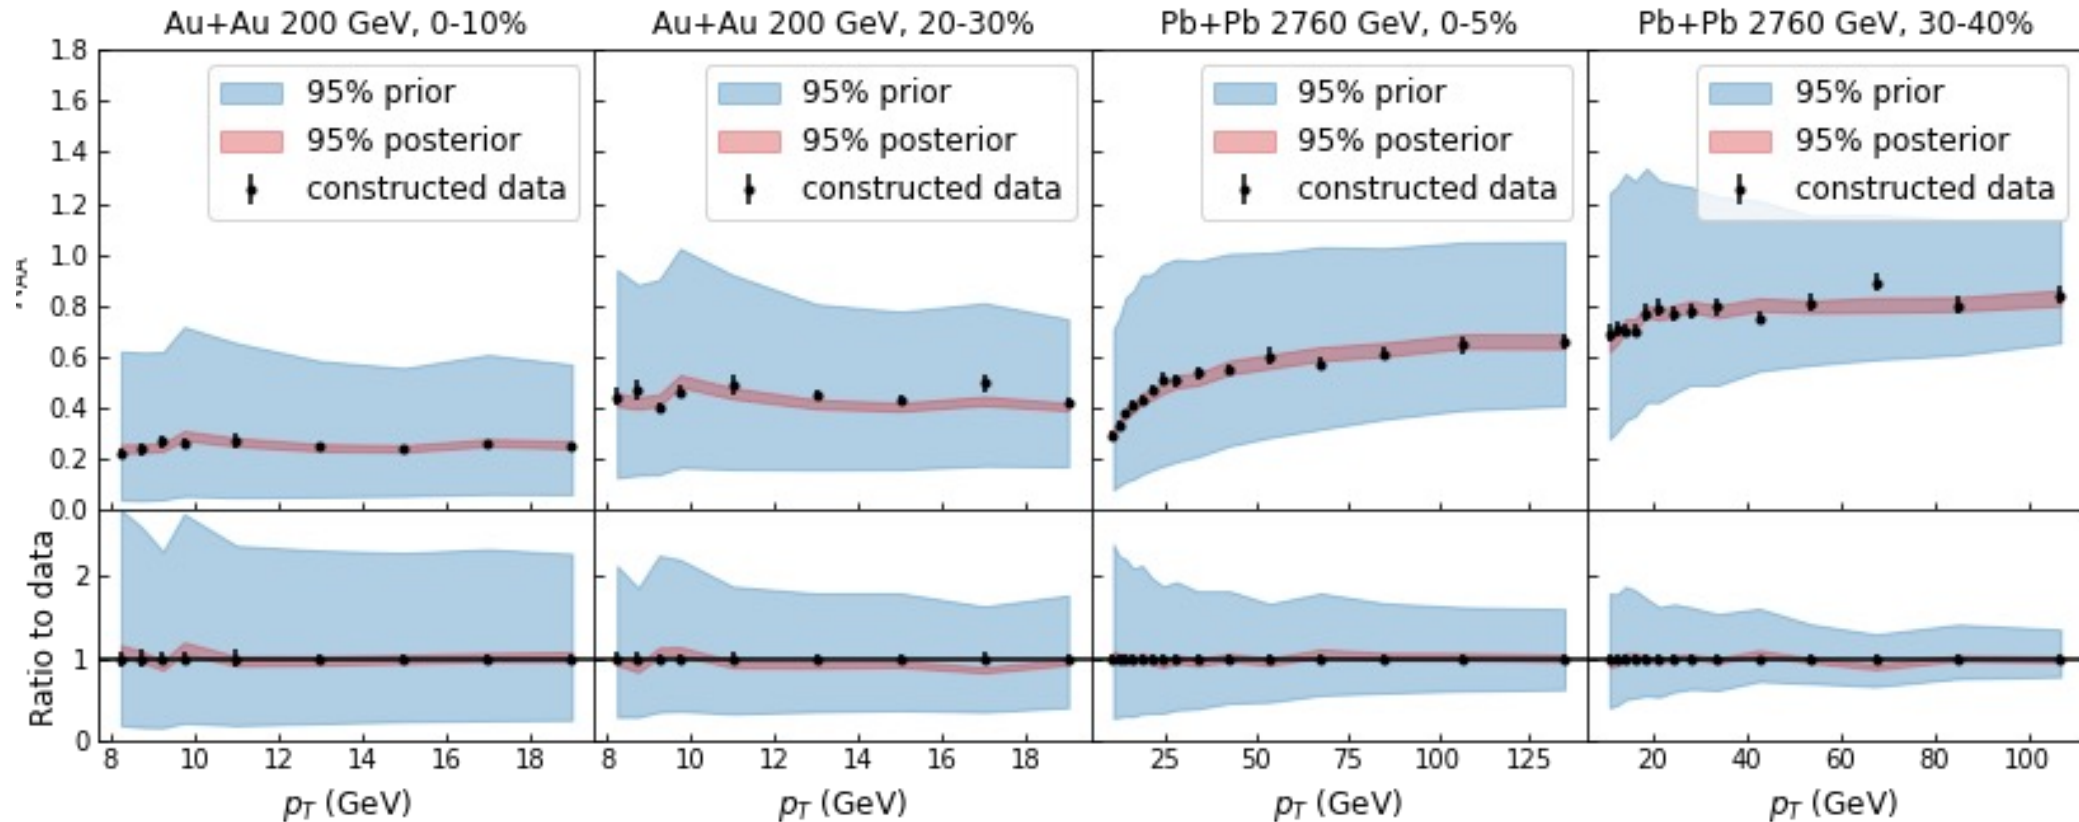 Au+Au 200 GeV, 0-10%
Au+Au 200 GeV, 20-30%
Pb+Pb 2760 GeV, 0-5%
Pb+Pb 2760 GeV, 30-40%
1.8
1.6
1.4
1.2
1.0
0.8
0.6
0.4
0.2
0.0
95% prior
95% posterior
constructed data
95% prior
95% posterior
constructed data
95% prior
95% posterior
constructed data
95% prior
95% posterior
constructed data
Ratio to data
2
1
0
8 10 12 14 16 18
8 10 12 14 16 18
25 50 75 100 125
20 40 60 80 100
p_T (GeV)
p_T (GeV)
p_T (GeV)
p_T (GeV)